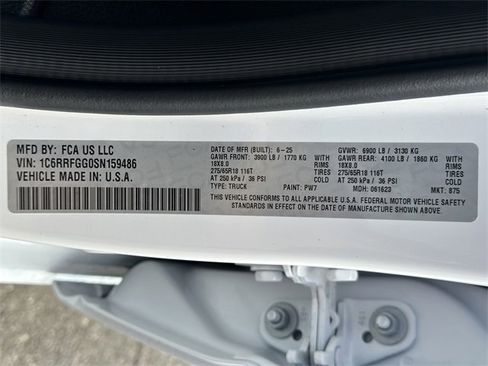 MFD BY: FCA US LLC
VIN: 1C6RRFGG0SN159486
VEHICLE MADE IN: U.S.A.
DATE OF MFR (BUILT): 6-25 GVWR: 6900 LB / 3130 KG
GAWR FRONT: 3900 LB / 1770 KG GAWR REAR: 4100 LB / 1860 KG
18X8.0 RIMS 18X8.0 RIMS
275/65R18 116T TIRES 275/65R18 116T TIRES
AT 250 kPa / 36 PSI COLD AT 250 kPa / 36 PSI COLD
TYPE: TRUCK PAINT: PW7 MDH: 061623 MKT: 875
THIS VEHICLE CONFORMS TO ALL APPLICABLE U.S.A. FEDERAL MOTOR VEHICLE SAFETY
STANDARDS IN EFFECT ON THE DATE OF MANUFACTURE SHOWN ABOVE.